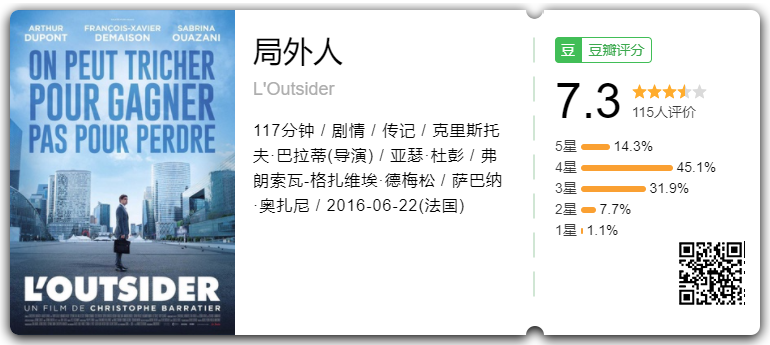 ARTHUR DUPONT
FRANÇOIS-XAVIER DEMAISON
SABRINA OUAZANI
ON PEUT TRICHER
POUR GAGNER
PAS POUR PERDRE
L'OUTSIDER
UN FILM DE CHRISTOPHE BARRATIER
局外人
L'Outsider
117分钟 / 剧情 / 传记 / 克里斯托
夫·巴拉蒂(导演) / 亚瑟·杜彭 / 弗
朗索瓦-格扎维埃·德梅松 / 萨巴纳
·奥扎尼 / 2016-06-22(法国)
豆 豆瓣评分
7.3
115人评价
5星 14.3%
4星 45.1%
3星 31.9%
2星 7.7%
1星 1.1%